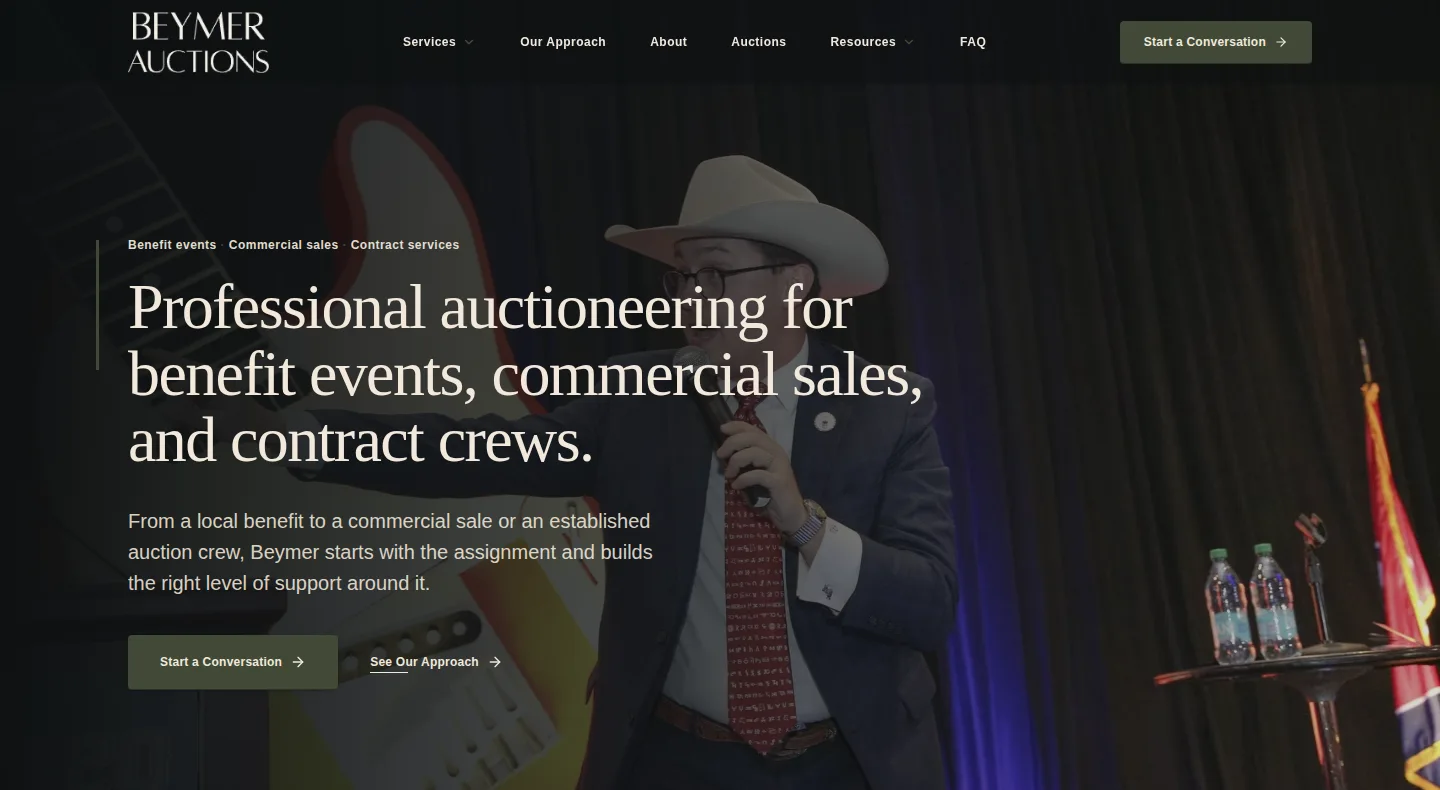 BEYMER
AUCTIONS
Services
Our Approach
About
Auctions
Resources
FAQ
Start a Conversation
Benefit events · Commercial sales · Contract services
Professional auctioneering for
benefit events, commercial sales,
and contract crews.
From a local benefit to a commercial sale or an established
auction crew, Beymer starts with the assignment and builds
the right level of support around it.
Start a Conversation
See Our Approach